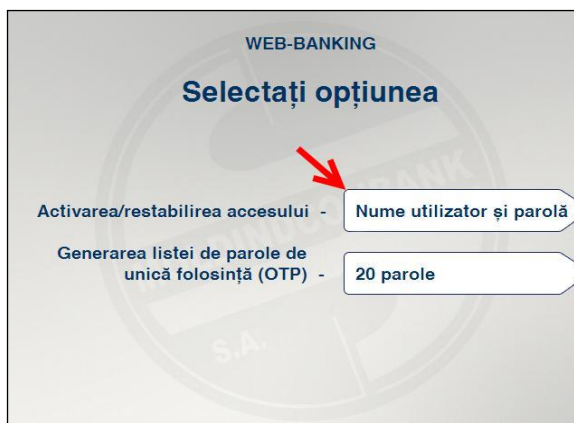 WEB-BANKING
Selectați opțiunea
Activarea/restabilirea accesului - Nume utilizator și parolă
Generarea listei de parole de
unică folosință (OTP) - 20 parole
S.A.